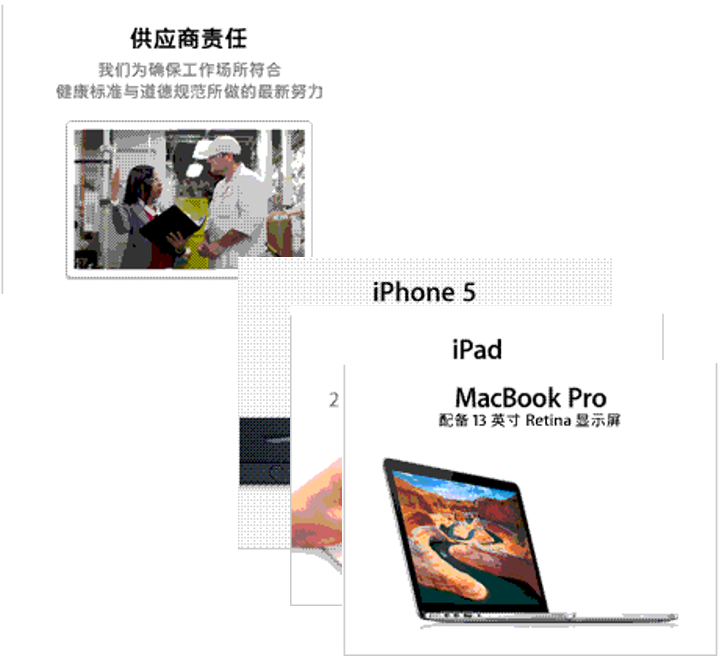 供应商责任
我们为确保工作场所符合
健康标准与道德规范所做的最新努力
iPhone 5
iPad
2
MacBook Pro
配备 13 英寸 Retina 显示屏